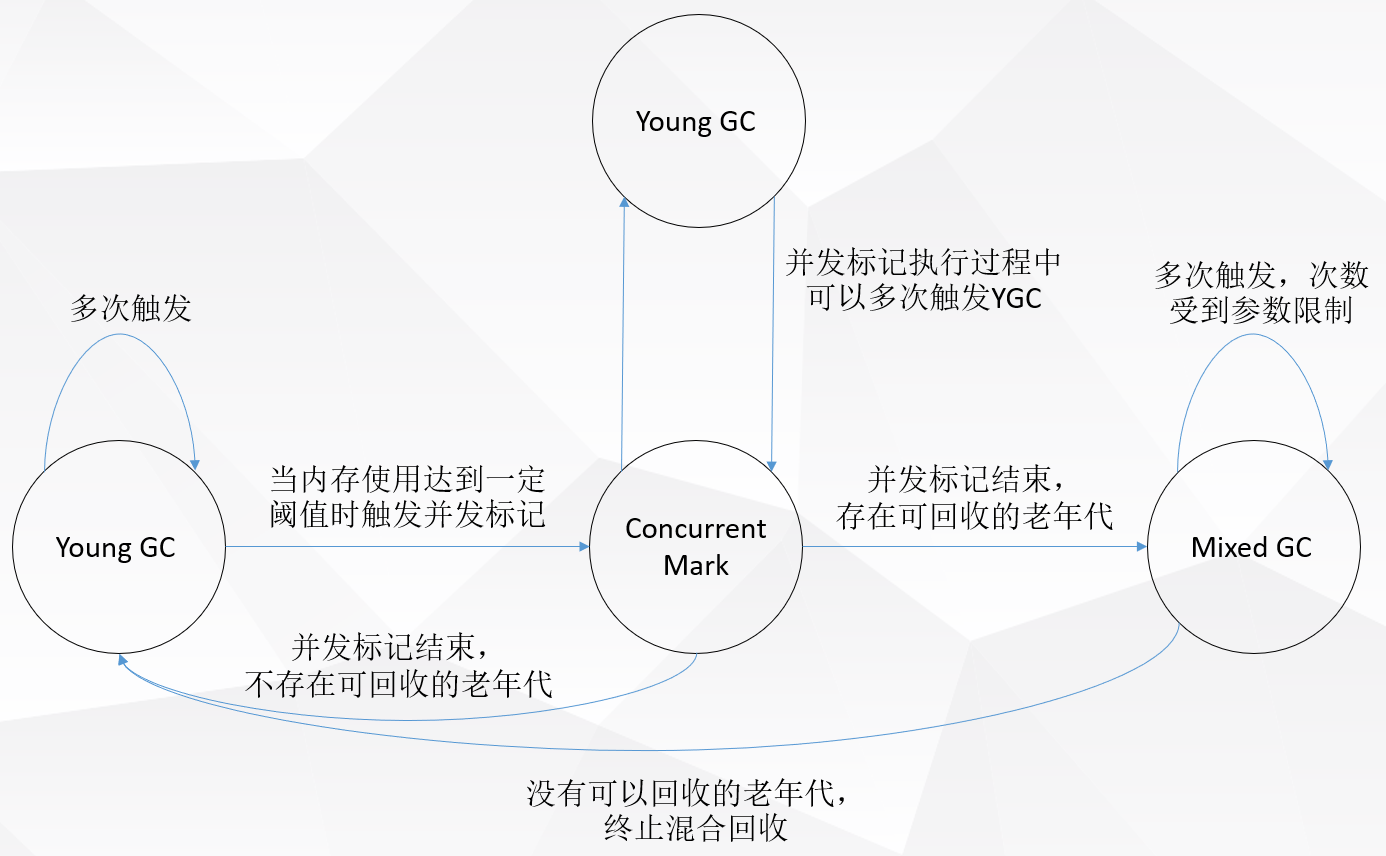 Young GC
并发标记执行过程中
可以多次触发YGC
多次触发，次数
受到参数限制
多次触发
当内存使用达到一定
阈值时触发并发标记
并发标记结束，
存在可回收的老年代
Young GC
Concurrent
Mark
Mixed GC
并发标记结束，
不存在可回收的老年代
没有可以回收的老年代，
终止混合回收